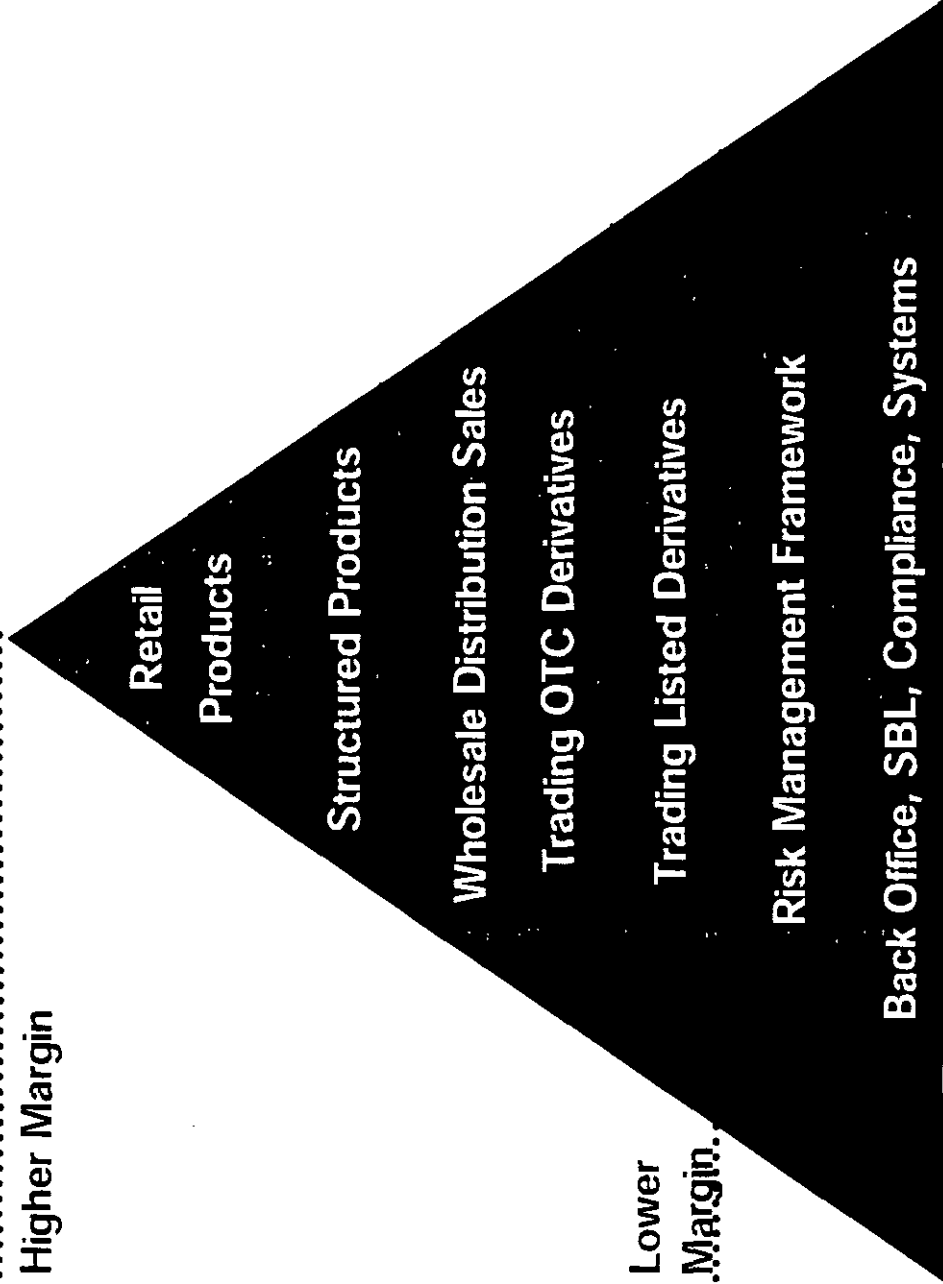 Higher Margin
Retail
Products
Structured Products
Wholesale Distribution Sales
Trading OTC Derivatives
Lower
Margin
Trading Listed Derivatives
Risk Management Framework
Back Office, SBL, Compliance, Systems